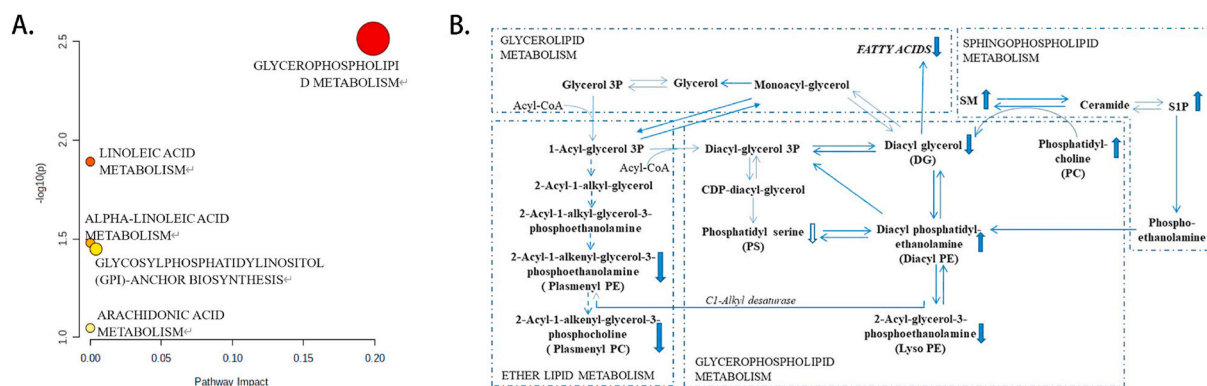 A.
2.5
2.0
1.5
1.0
-log10(p)
0.00
0.05
0.10
0.15
0.20
Pathway Impact
GLYCEROPHOSPHOLIPI
D METABOLISM↵
LINOLEIC ACID
METABOLISM↵
ALPHA-LINOLEIC ACID
METABOLISM↵
GLYCOSYLPHOSPHATIDYLINOSITOL
(GPI)-ANCHOR BIOSYNTHESIS↵
ARACHIDONIC ACID
METABOLISM↵
B.
GLYCEROLIPID
METABOLISM
FATTY ACIDS
Glycerol 3P
Glycerol
Monoacyl-glycerol
Acyl-CoA
SPHINGOPHOSPHOLIPID
METABOLISM
SM
Ceramide
S1P
Phosphatidyl-
choline
(PC)
Phospho-
ethanolamine
1-Acyl-glycerol 3P
Acyl-CoA
2-Acyl-1-alkyl-glycerol
2-Acyl-1-alkyl-glycerol-3-
phosphoethanolamine
2-Acyl-1-alkenyl-glycerol-3-
phosphoethanolamine
( Plasmenyl PE)
2-Acyl-1-alkenyl-glycerol-3-
phosphocholine
( Plasmenyl PC)
ETHER LIPID METABOLISM
Diacyl-glycerol 3P
Diacyl glycerol
(DG)
CDP-diacyl-glycerol
Phosphatidyl serine
(PS)
Diacyl phosphatidyl-
ethanolamine
(Diacyl PE)
C1-Alkyl desaturase
2-Acyl-glycerol-3-
phosphoethanolamine
(Lyso PE)
GLYCEROPHOSPHOLIPID
METABOLISM